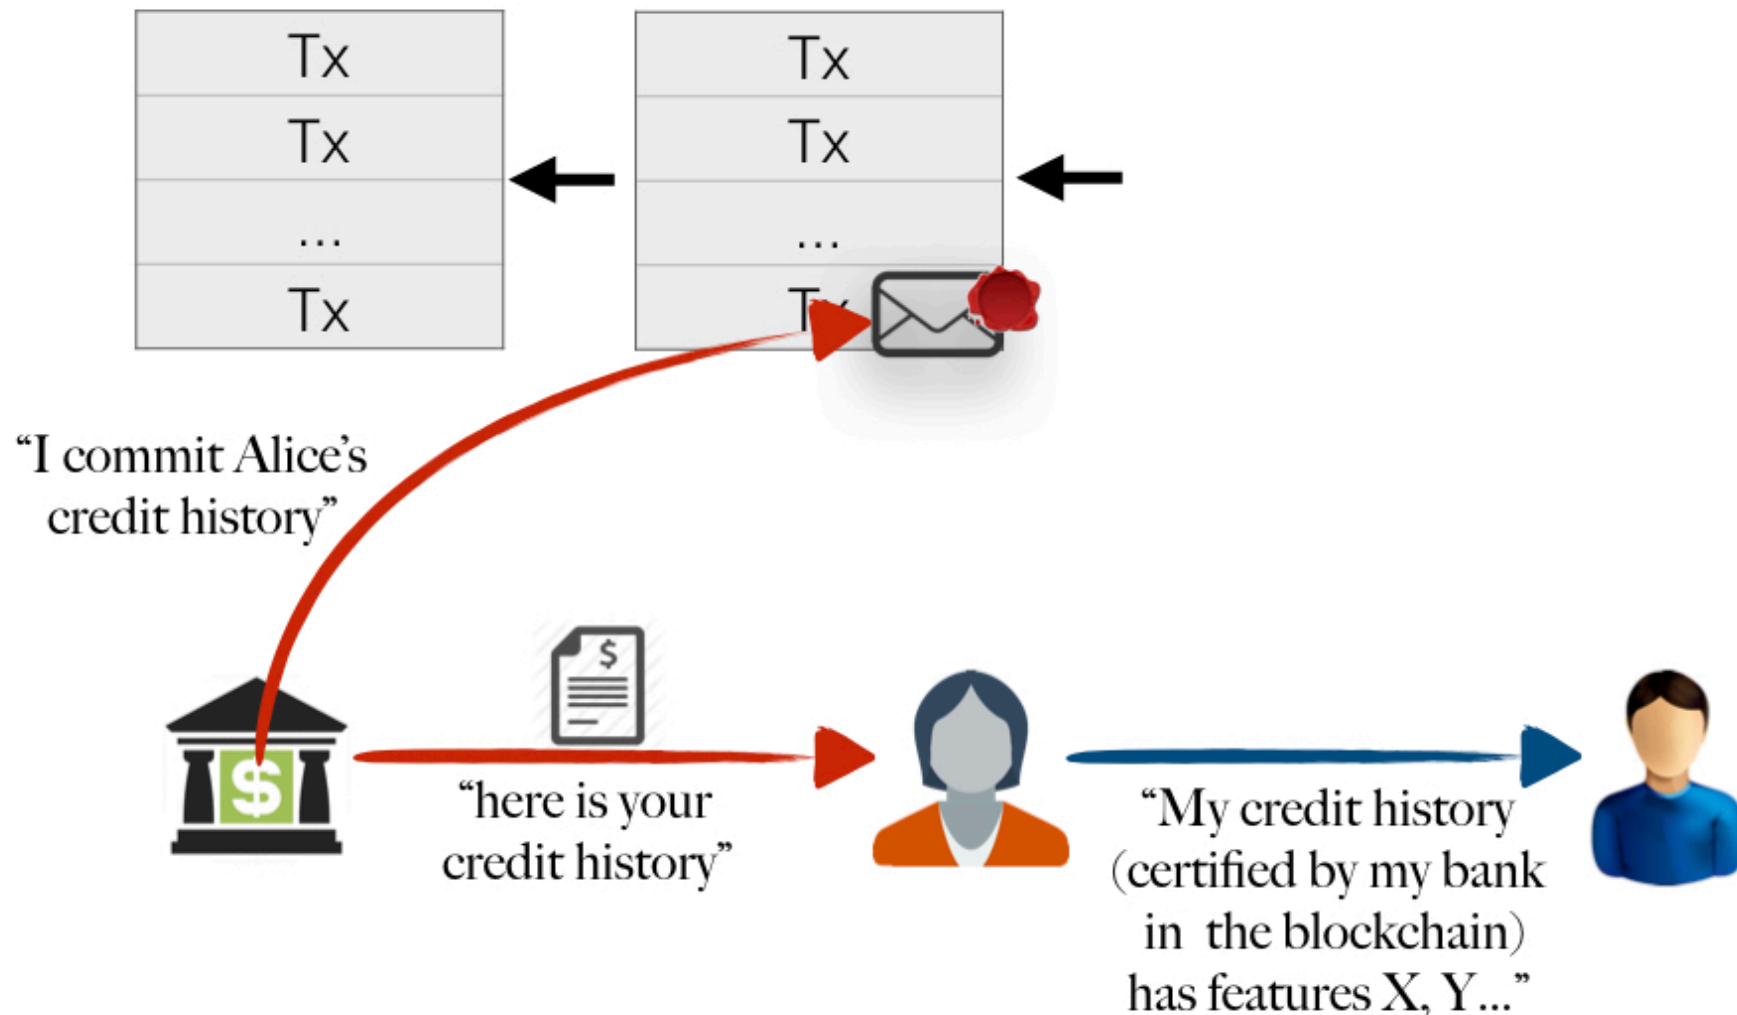 Tx
Tx
...
Tx
Tx
Tx
...
Tx
“I commit Alice’s
credit history”
$
$
“here is your
credit history”
“My credit history
(certified by my bank
in the blockchain)
has features X, Y...”